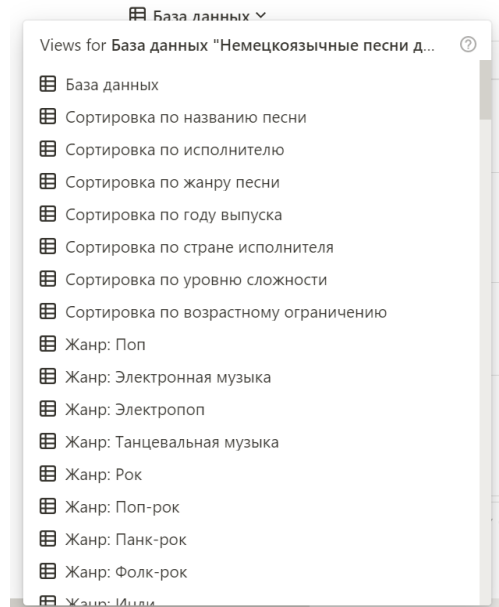 База данных
Views for База данных "Немецкоязычные песни д...
База данных
Сортировка по названию песни
Сортировка по исполнителю
Сортировка по жанру песни
Сортировка по году выпуска
Сортировка по стране исполнителя
Сортировка по уровню сложности
Сортировка по возрастному ограничению
Жанр: Поп
Жанр: Электронная музыка
Жанр: Электропоп
Жанр: Танцевальная музыка
Жанр: Рок
Жанр: Поп-рок
Жанр: Панк-рок
Жанр: Фолк-рок
Жанр: Инди